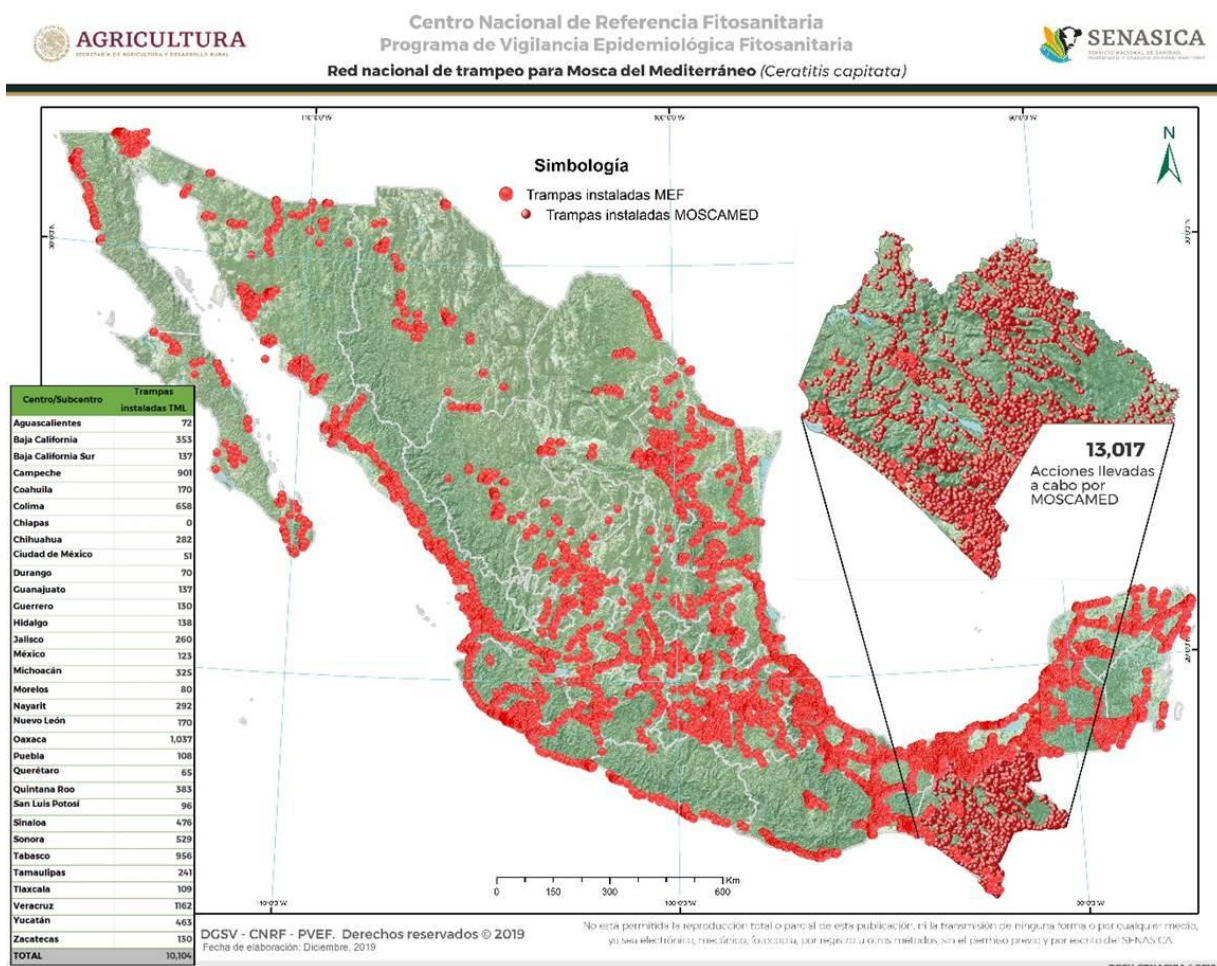 AGRICULTURA
SECRETARÍA DE AGRICULTURA Y DESARROLLO RURAL
Centro Nacional de Referencia Fitosanitaria
Programa de Vigilancia Epidemiológica Fitosanitaria
Red nacional de trampeo para Mosca del Mediterráneo (Ceratitis capitata)
SENASICA
N
Simbología
Trampas instaladas MEF
Trampas instaladas MOSCAMED
13,017
Acciones llevadas
a cabo por
MOSCAMED
Centro/Subcentro Trampas instaladas TML
Aguascalientes 72
Baja California 353
Baja California Sur 137
Campeche 901
Coahuila 170
Colima 658
Chiapas 0
Chihuahua 282
Ciudad de México 51
Durango 70
Guanajuato 137
Guerrero 130
Hidalgo 138
Jalisco 260
México 123
Michoacán 325
Morelos 80
Nayarit 292
Nuevo León 170
Oaxaca 1,037
Puebla 108
Querétaro 65
Quintana Roo 383
San Luis Potosí 96
Sinaloa 476
Sonora 529
Tabasco 956
Tamaulipas 241
Tlaxcala 109
Veracruz 1162
Yucatán 463
Zacatecas 130
TOTAL 10,104
Km
0 150 300 600
DGSV - CNRF - PVEF. Derechos reservados © 2019
Fecha de elaboración: Diciembre, 2019
No está permitida la reproducción total o parcial de esta publicación, ni la transmisión de ninguna forma o por cualquier medio,
ya sea electrónico, mecánico, fotocopia, por registro u otros métodos, sin el permiso previo y por escrito del SENASICA